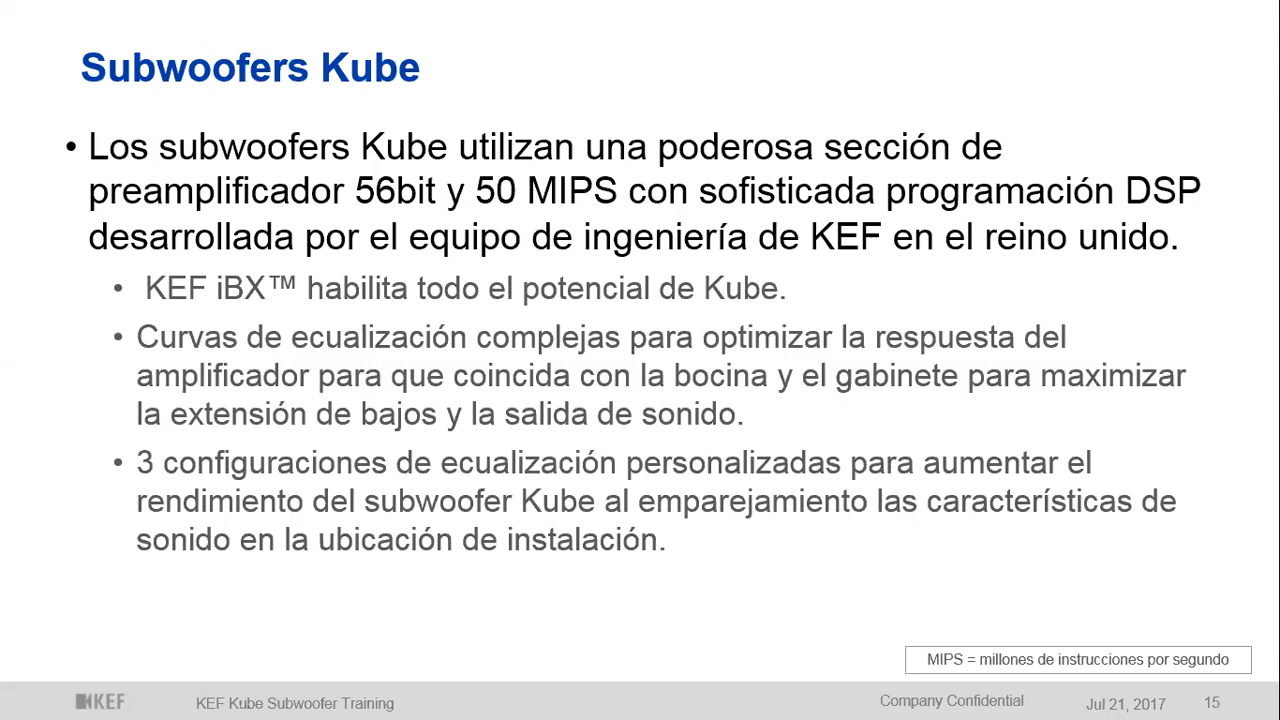 Subwoofers Kube
• Los subwoofers Kube utilizan una poderosa sección de
preamplificador 56bit y 50 MIPS con sofisticada programación DSP
desarrollada por el equipo de ingeniería de KEF en el reino unido.
• KEF iBX™ habilita todo el potencial de Kube.
• Curvas de ecualización complejas para optimizar la respuesta del
amplificador para que coincida con la bocina y el gabinete para maximizar
la extensión de bajos y la salida de sonido.
• 3 configuraciones de ecualización personalizadas para aumentar el
rendimiento del subwoofer Kube al emparejamiento las características de
sonido en la ubicación de instalación.
MIPS = millones de instrucciones por segundo
KEF
KEF Kube Subwoofer Training
Company Confidential
Jul 21, 2017
15